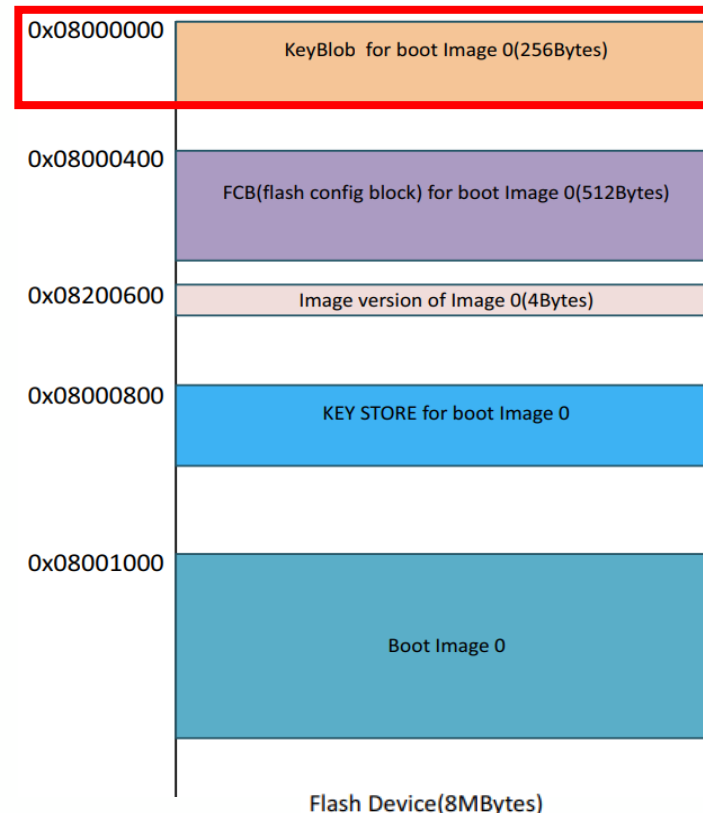 0x08000000
KeyBlob for boot Image 0(256Bytes)
0x08000400
FCB(flash config block) for boot Image 0(512Bytes)
0x08200600
Image version of Image 0(4Bytes)
0x08000800
KEY STORE for boot Image 0
0x08001000
Boot Image 0
Flash Device(8MBytes)